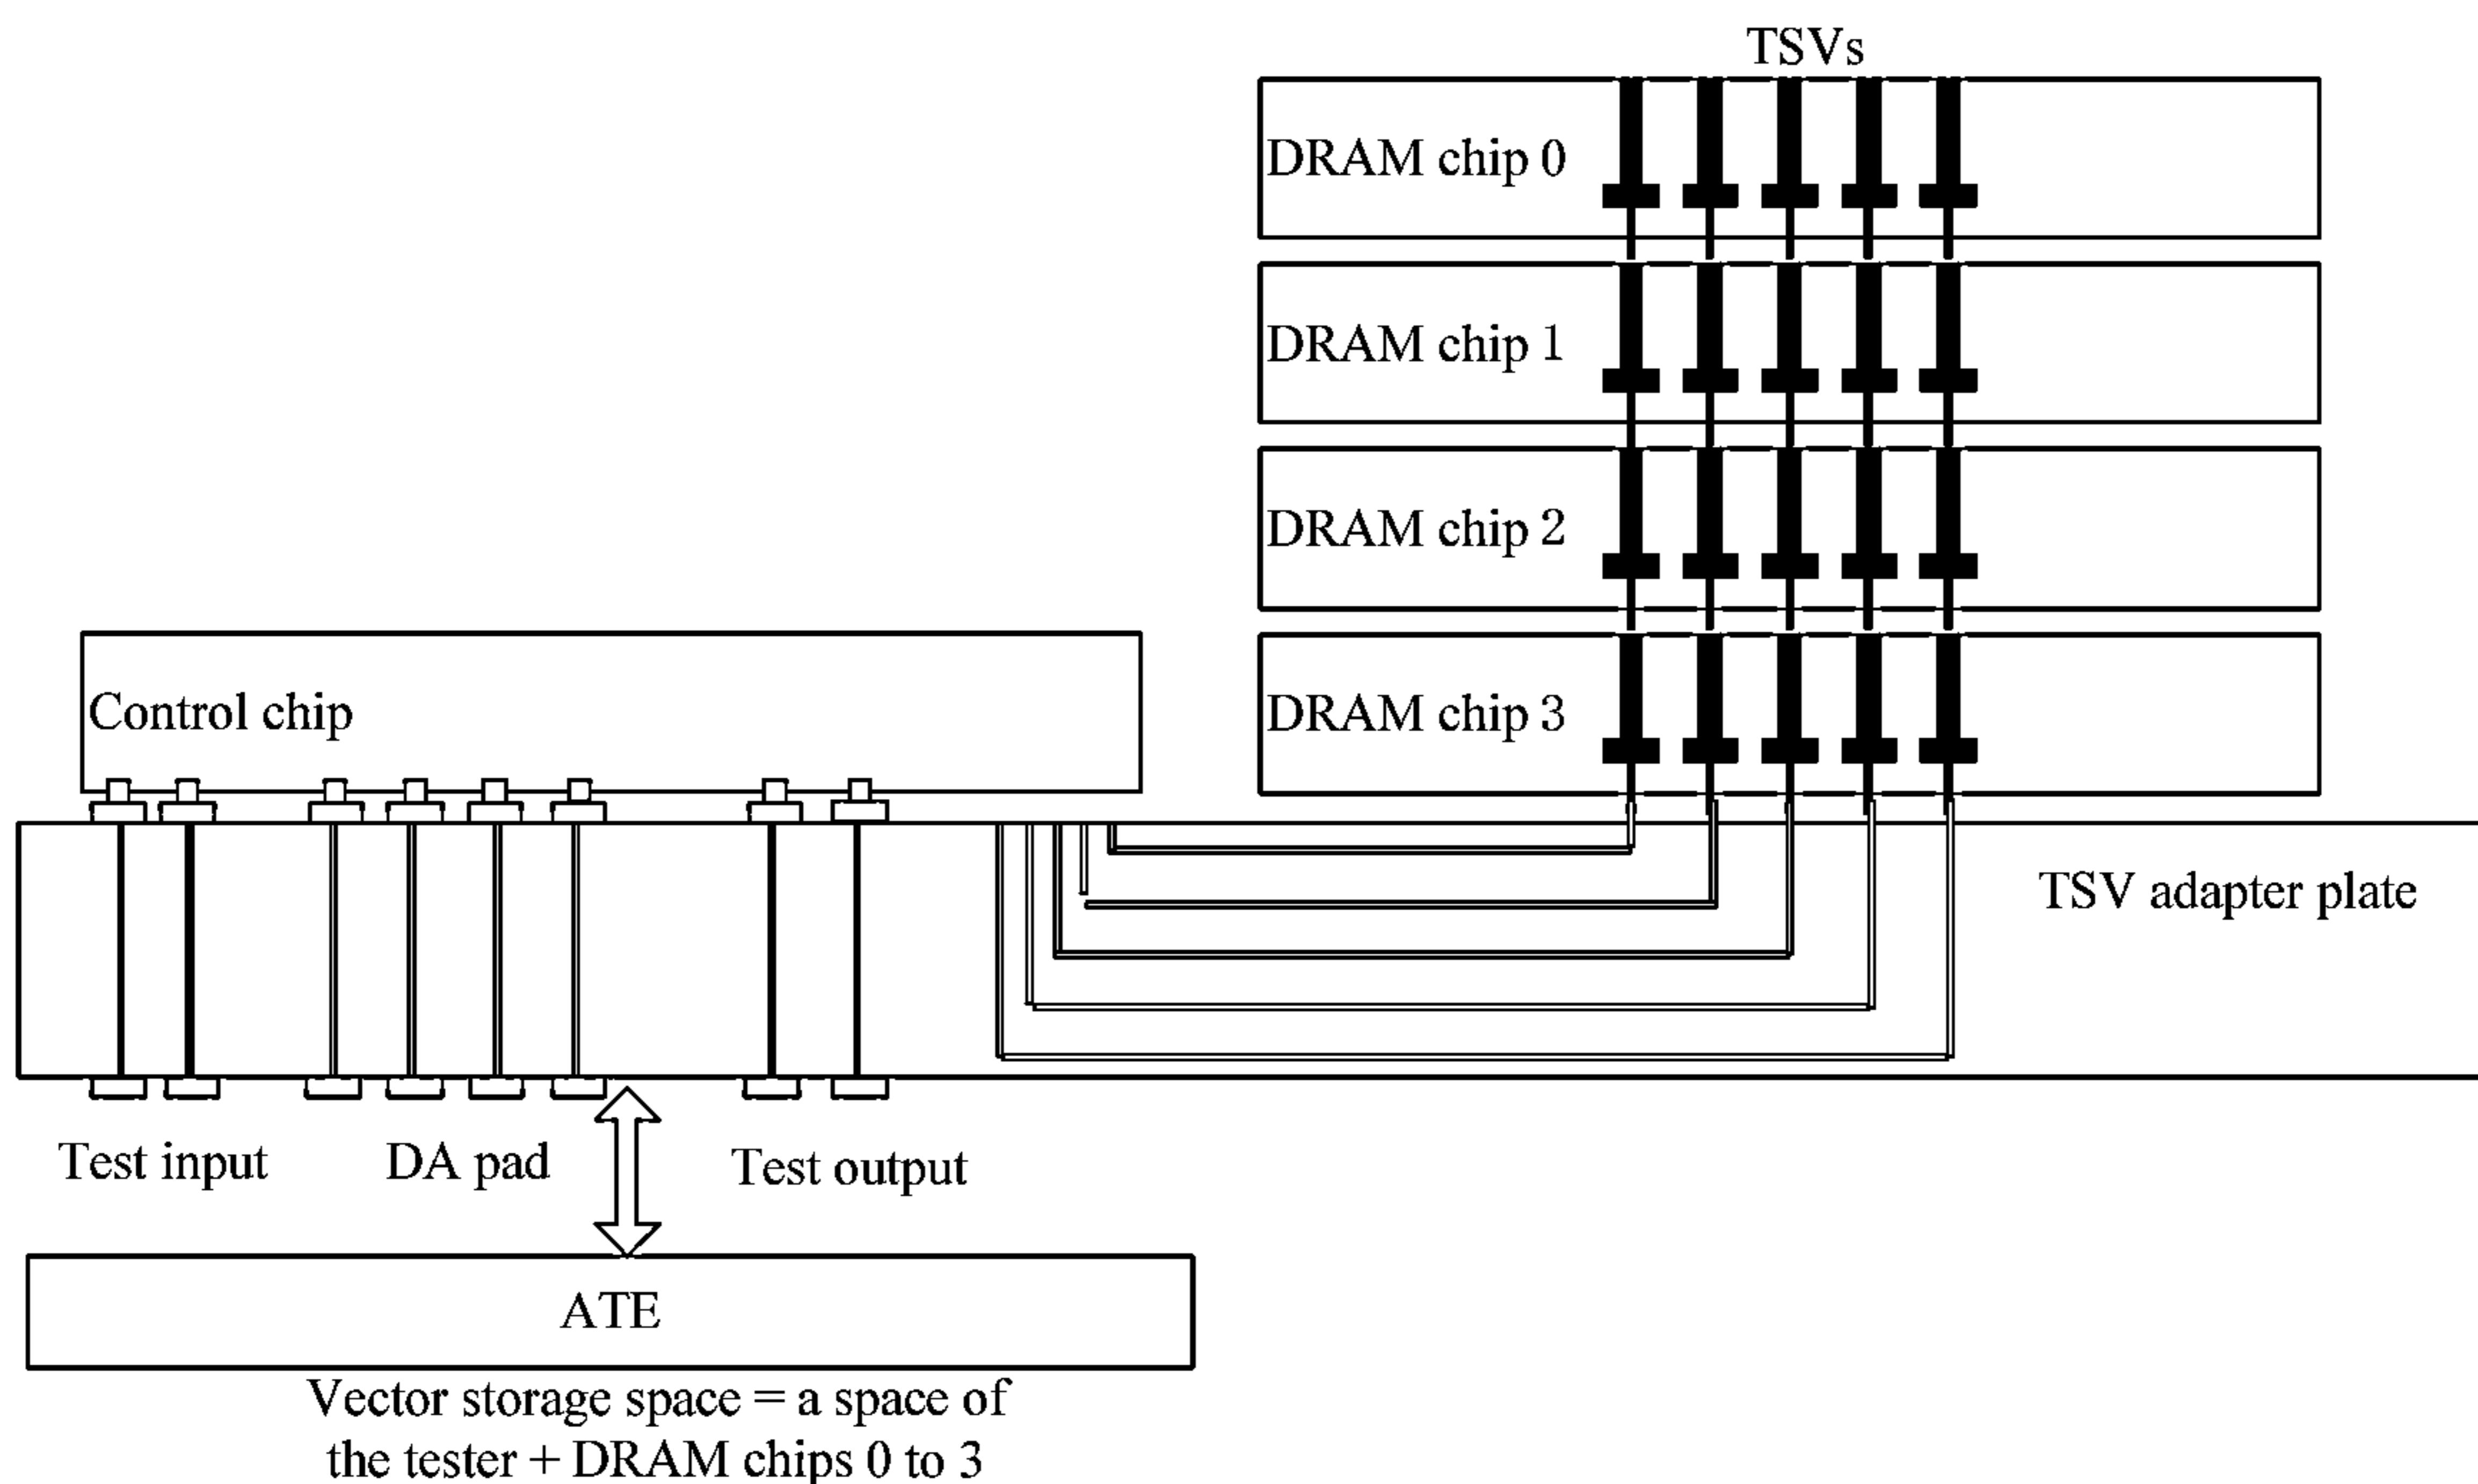 TSVs
DRAM chip 0
DRAM chip 1
DRAM chip 2
DRAM chip 3
Control chip
TSV adapter plate
Test input
DA pad
Test output
ATE
Vector storage space = a space of
the tester + DRAM chips 0 to 3